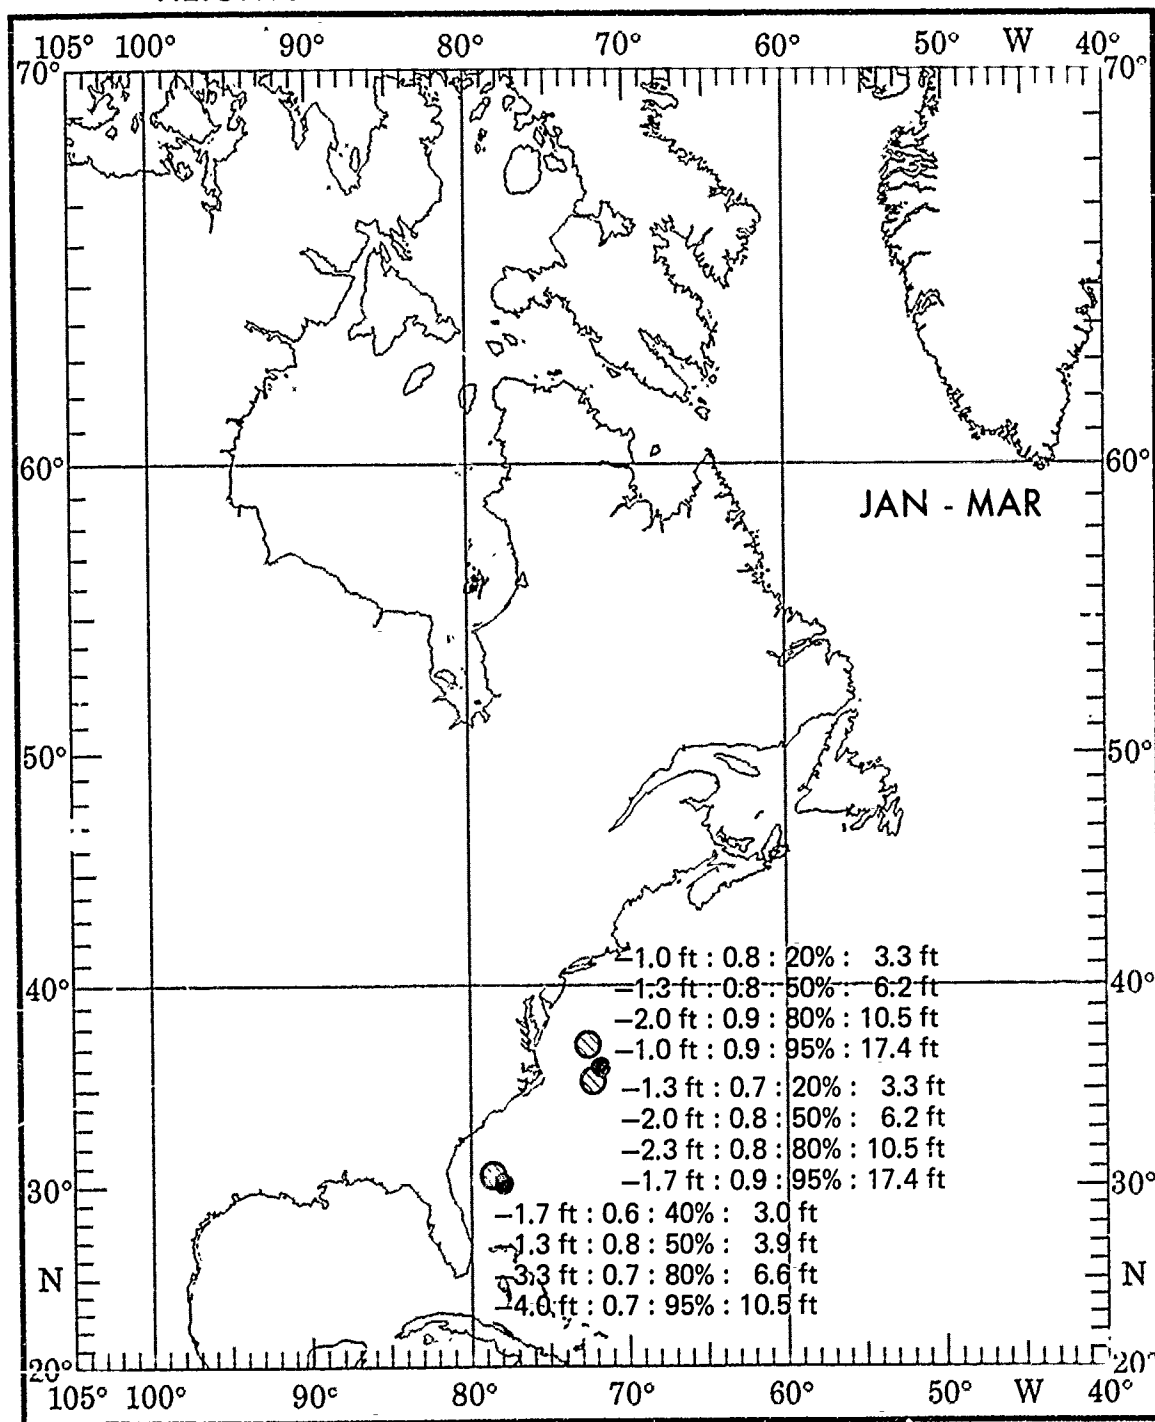 105° 100° 90° 80° 70° 60° 50° W 40°
70° 70°
60° 60°
JAN - MAR
50° 50°
−1.0 ft : 0.8 : 20% : 3.3 ft
40° −1.3 ft : 0.8 : 50% : 6.2 ft 40°
−2.0 ft : 0.9 : 80% : 10.5 ft
−1.0 ft : 0.9 : 95% : 17.4 ft
−1.3 ft : 0.7 : 20% : 3.3 ft
−2.0 ft : 0.8 : 50% : 6.2 ft
−2.3 ft : 0.8 : 80% : 10.5 ft
30° −1.7 ft : 0.9 : 95% : 17.4 ft 30°
−1.7 ft : 0.6 : 40% : 3.0 ft
−1.3 ft : 0.8 : 50% : 3.9 ft
N −3.3 ft : 0.7 : 80% : 6.6 ft N
−4.0 ft : 0.7 : 95% : 10.5 ft
20° 20°
105° 100° 90° 80° 70° 60° 50° W 40°